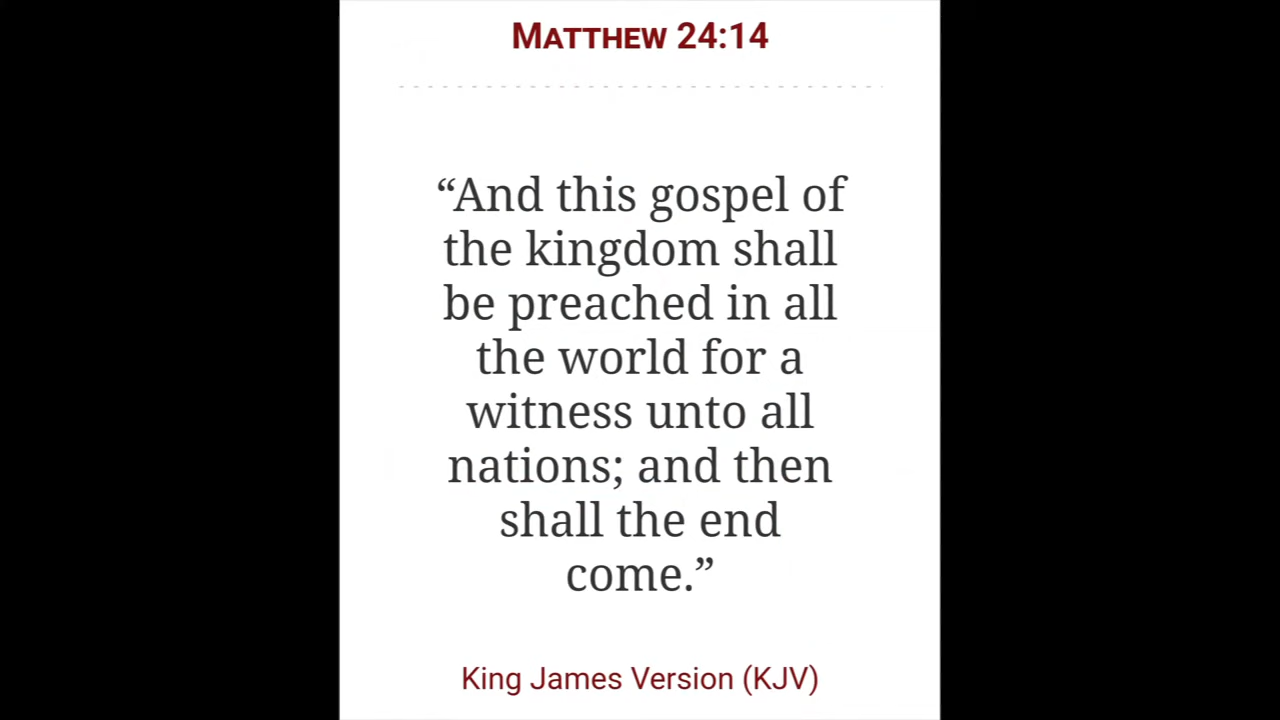 MATTHEW 24:14
“And this gospel of
the kingdom shall
be preached in all
the world for a
witness unto all
nations; and then
shall the end
come.”
King James Version (KJV)